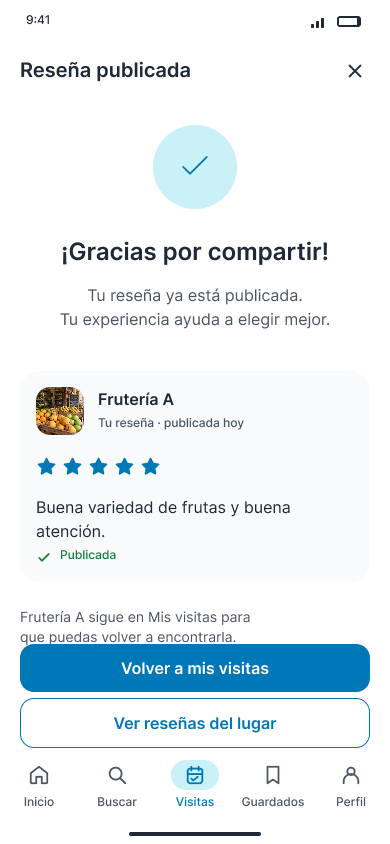 9:41
Reseña publicada
¡Gracias por compartir!
Tu reseña ya está publicada.
Tu experiencia ayuda a elegir mejor.
Frutería A
Tu reseña · publicada hoy
Buena variedad de frutas y buena
atención.
Publicada
Frutería A sigue en Mis visitas para
que puedas volver a encontrarla.
Volver a mis visitas
Ver reseñas del lugar
Inicio
Buscar
Visitas
Guardados
Perfil